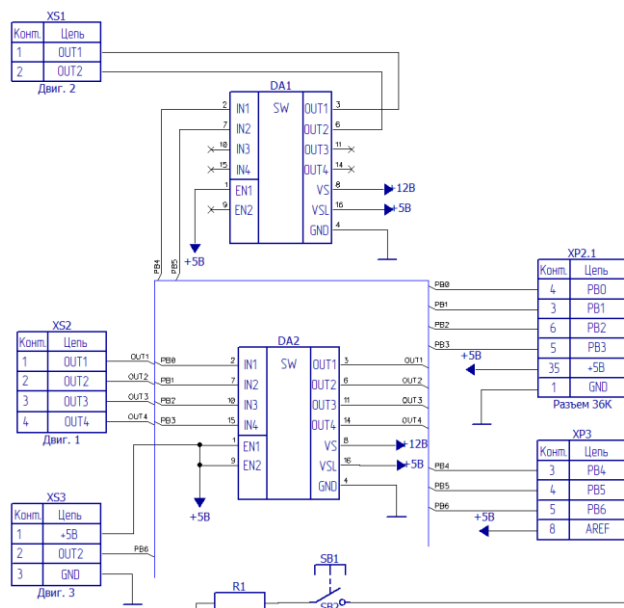 XS1
Конт. Цепь
1 OUT1
2 OUT2
Двиг. 2
DA1
2 IN1 SW OUT1 3
7 IN2 OUT2 6
10 IN3 OUT3 11
15 IN4 OUT4 14
1 EN1 VS 8 +12В
9 EN2 VSL 16 +5В
GND 4
+5В
PB4
PB5
XP2.1
Конт. Цепь
PB0 4 PB0
PB1 3 PB1
PB2 6 PB2
PB3 5 PB3
+5В 35 +5В
1 GND
Разъем 36К
XS2
Конт. Цепь
1 OUT1 OUT1 PB0
2 OUT2 OUT2 PB1
3 OUT3 OUT3 PB2
4 OUT4 OUT4 PB3
Двиг. 1
DA2
2 IN1 SW OUT1 3 OUT1
7 IN2 OUT2 6 OUT2
10 IN3 OUT3 11 OUT3
15 IN4 OUT4 14 OUT4
1 EN1 VS 8 +12В
9 EN2 VSL 16 +5В
GND 4
+5В
XP3
Конт. Цепь
PB4 3 PB4
PB5 4 PB5
PB6 5 PB6
+5В 8 AREF
XS3
Конт. Цепь
1 +5В
2 OUT2 PB6
3 GND
Двиг. 3
R1
SB1
SB2